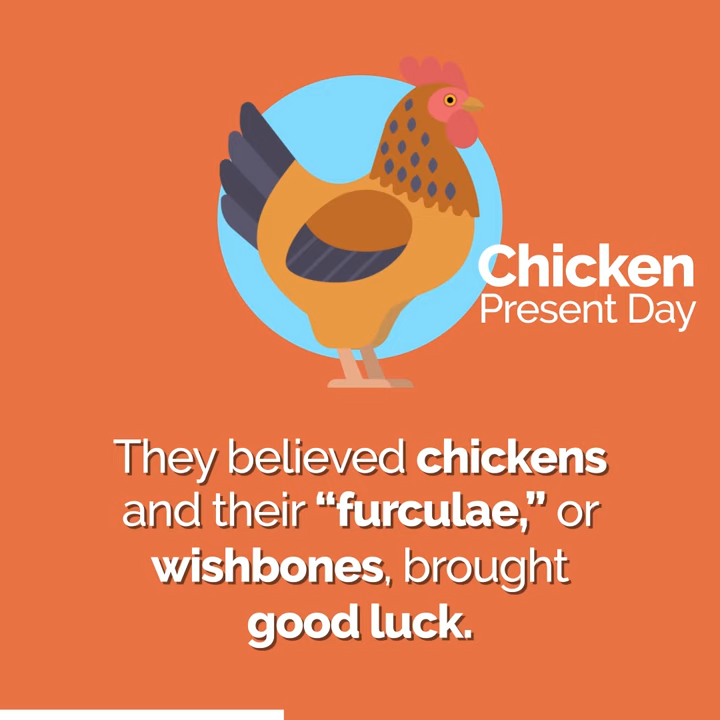 Chicken
Present Day
They believed chickens
and their “furculae,” or
wishbones, brought
good luck.